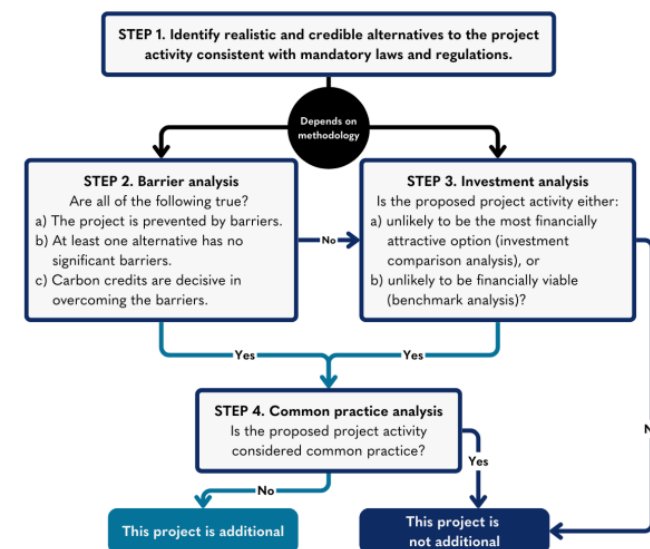 STEP 1. Identify realistic and credible alternatives to the project
activity consistent with mandatory laws and regulations.
Depends on
methodology
STEP 2. Barrier analysis
Are all of the following true?
a) The project is prevented by barriers.
b) At least one alternative has no
significant barriers.
c) Carbon credits are decisive in
overcoming the barriers.
No
STEP 3. Investment analysis
Is the proposed project activity either:
a) unlikely to be the most financially
attractive option (investment
comparison analysis), or
b) unlikely to be financially viable
(benchmark analysis)?
Yes
Yes
STEP 4. Common practice analysis
Is the proposed project activity
considered common practice?
Yes
No
This project is additional
This project is
not additional